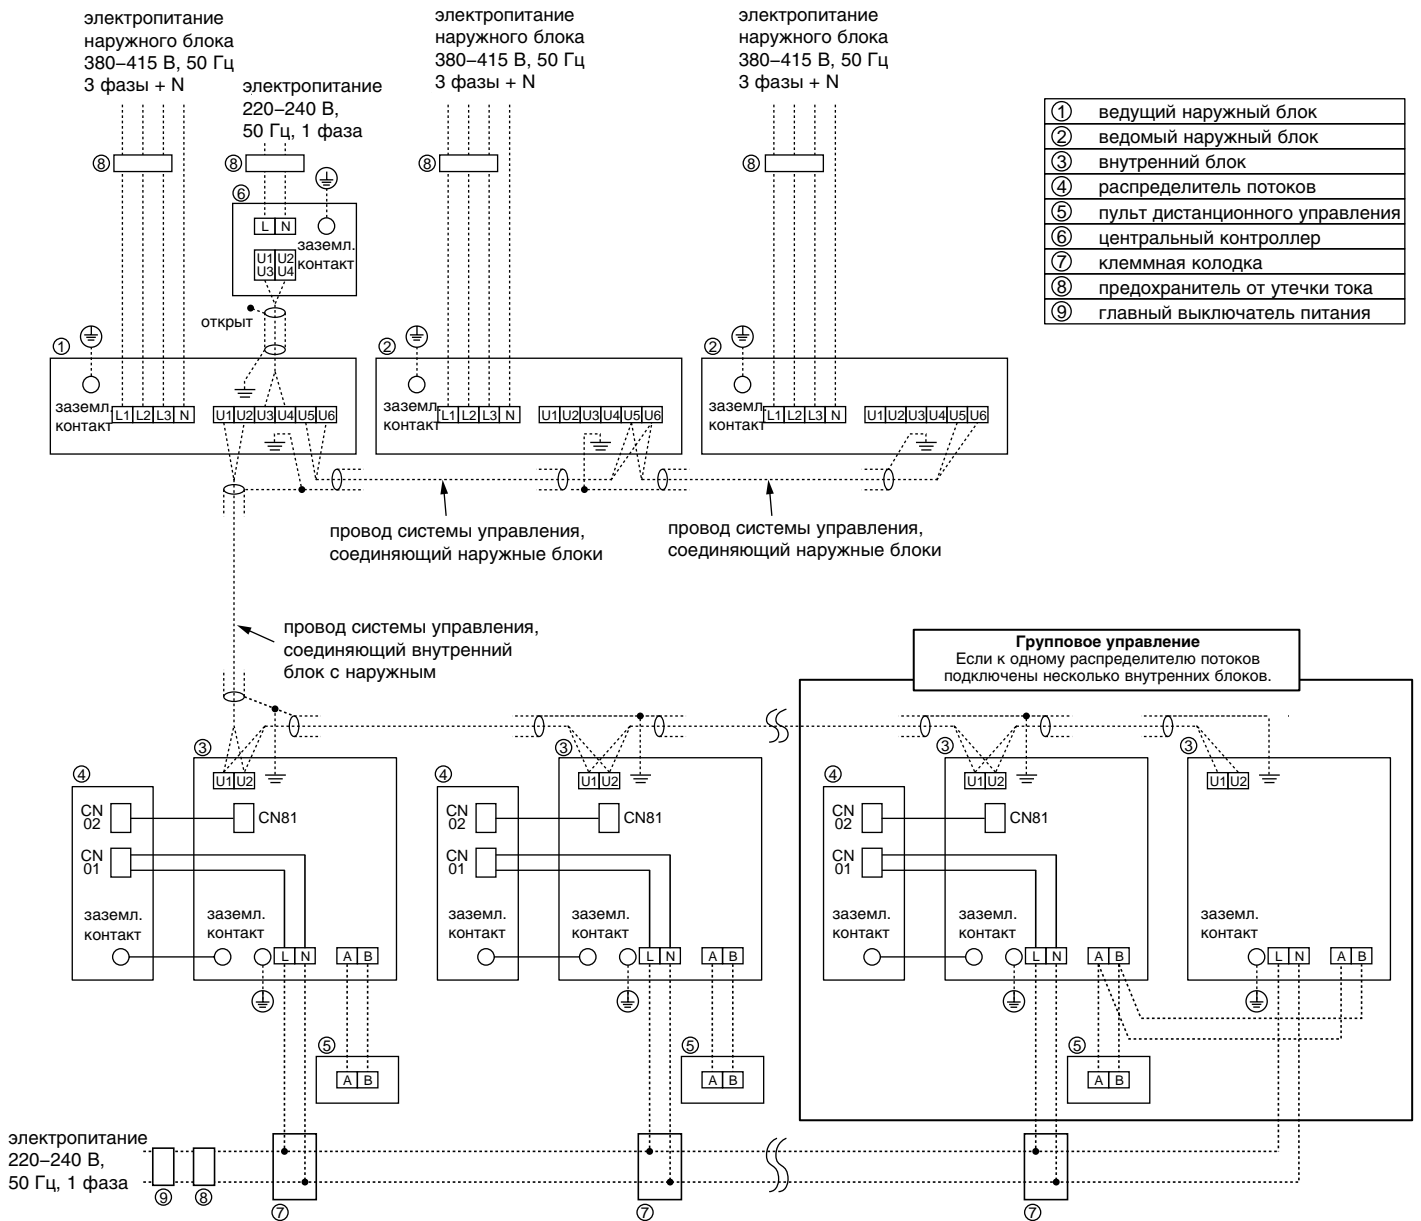 электропитание
наружного блока
380–415 В, 50 Гц
3 фазы + N
электропитание
220–240 В,
50 Гц, 1 фаза
электропитание
наружного блока
380–415 В, 50 Гц
3 фазы + N
электропитание
наружного блока
380–415 В, 50 Гц
3 фазы + N
① ведущий наружный блок
② ведомый наружный блок
③ внутренний блок
④ распределитель потоков
⑤ пульт дистанционного управления
⑥ центральный контроллер
⑦ клеммная колодка
⑧ предохранитель от утечки тока
⑨ главный выключатель питания
⑧ ⑧ ⑧ ⑧
⑥
L N
заземл.
контакт
U1 U2
U3 U4
открыт
① ② ②
заземл.
контакт
L1 L2 L3 N
U1 U2 U3 U4 U5 U6
заземл.
контакт
L1 L2 L3 N
U1 U2 U3 U4 U5 U6
заземл.
контакт
L1 L2 L3 N
U1 U2 U3 U4 U5 U6
провод системы управления,
соединяющий наружные блоки
провод системы управления,
соединяющий наружные блоки
провод системы управления,
соединяющий внутренний
блок с наружным
Групповое управление
Если к одному распределителю потоков
подключены несколько внутренних блоков.
④
CN
02
CN
01
заземл.
контакт
③
U1 U2
CN81
заземл.
контакт
L N
A B
⑤
A B
④
CN
02
CN
01
заземл.
контакт
③
U1 U2
CN81
заземл.
контакт
L N
A B
⑤
A B
④
CN
02
CN
01
заземл.
контакт
③
U1 U2
CN81
заземл.
контакт
L N
A B
⑤
A B
③
U1 U2
заземл.
контакт
L N
A B
электропитание
220–240 В,
50 Гц, 1 фаза
⑨ ⑧ ⑦ ⑦ ⑦